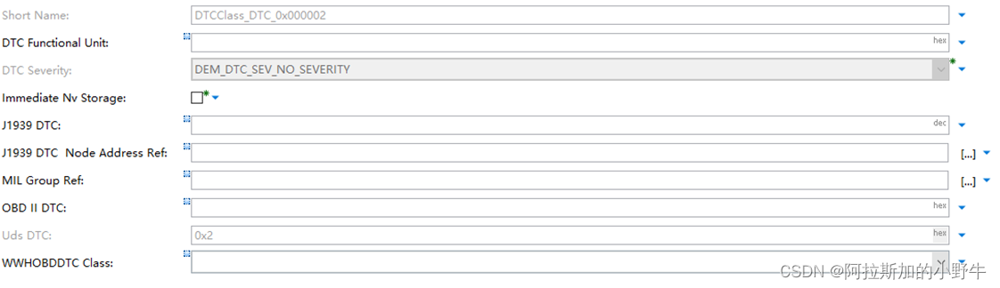 Short Name: DTCClass_DTC_0x000002
DTC Functional Unit: hex
DTC Severity: DEM_DTC_SEV_NO_SEVERITY
Immediate Nv Storage:
J1939 DTC: dec
J1939 DTC  Node Address Ref: [...]
MIL Group Ref: [...]
OBD II DTC: hex
Uds DTC: 0x2 hex
WWHOBDDTC Class:
CSDN @阿拉斯加的小野牛